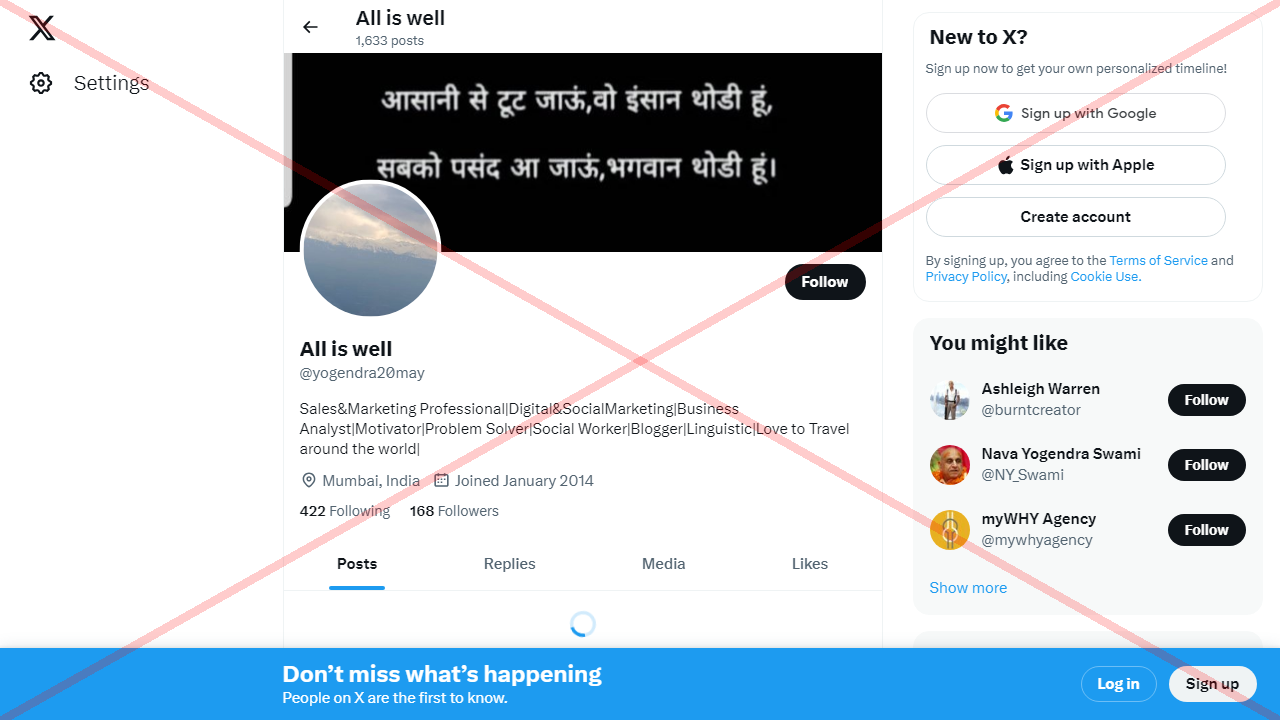 Settings
All is well
1,633 posts
आसानी से टूट जाऊं,वो इंसान थोडी हूं,
सबको पसंद आ जाऊं,भगवान थोडी हूं।
Follow
All is well
@yogendra20may
Sales&Marketing Professional|Digital&SocialMarketing|Business
Analyst|Motivator|Problem Solver|Social Worker|Blogger|Linguistic|Love to Travel
around the world|
Mumbai, India Joined January 2014
422 Following 168 Followers
Posts Replies Media Likes
New to X?
Sign up now to get your own personalized timeline!
Sign up with Google
Sign up with Apple
Create account
By signing up, you agree to the Terms of Service and
Privacy Policy, including Cookie Use.
You might like
Ashleigh Warren
@burntcreator
Follow
Nava Yogendra Swami
@NY_Swami
Follow
myWHY Agency
@mywhyagency
Follow
Show more
Don’t miss what’s happening
People on X are the first to know.
Log in
Sign up